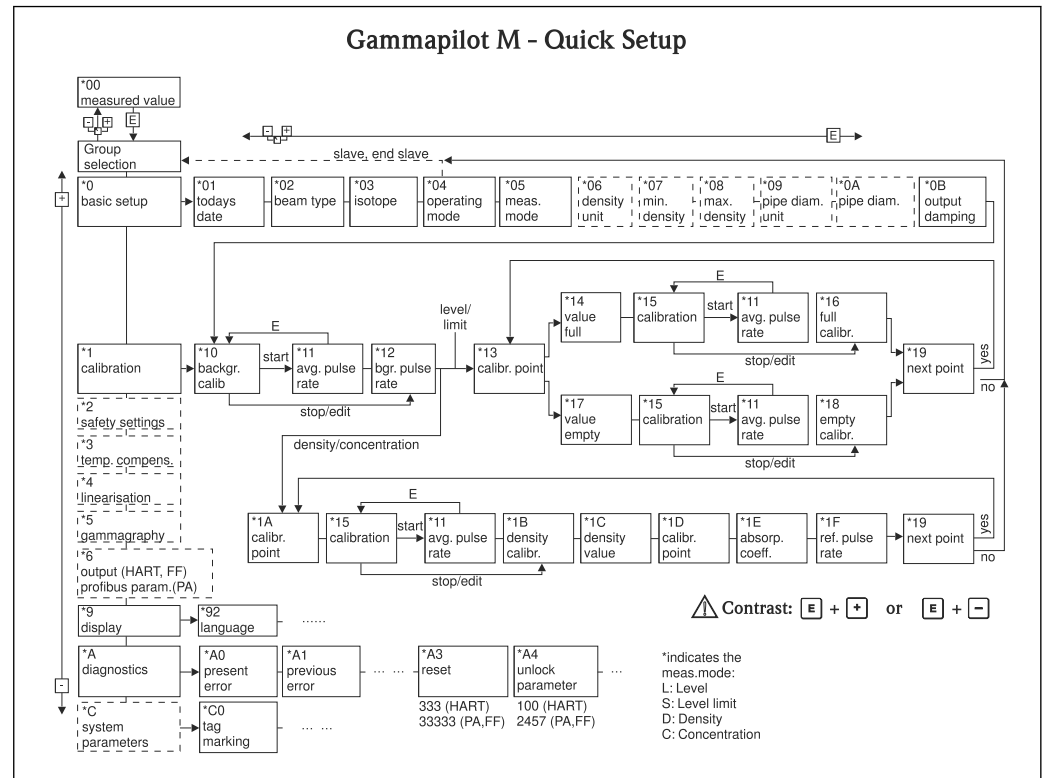 Gammapilot M - Quick Setup
*00
measured value
- +
E
Group
selection
- +
E
slave, end slave
+
*0
basic setup
*01
todays
date
*02
beam type
*03
isotope
*04
operating
mode
*05
meas.
mode
*06
density
unit
*07
min.
density
*08
max.
density
*09
pipe diam.
unit
*0A
pipe diam.
*0B
output
damping
*1
calibration
*10
backgr.
calib
start
E
*11
avg. pulse
rate
*12
bgr. pulse
rate
stop/edit
level/
limit
density/concentration
*13
calibr. point
*14
value
full
*15
calibration
E
start
*11
avg. pulse
rate
*16
full
calibr.
stop/edit
*17
value
empty
*15
calibration
E
start
*11
avg. pulse
rate
*18
empty
calibr.
stop/edit
*19
next point
yes
no
*2
safety settings
*3
temp. compens.
*4
linearisation
*5
gammagraphy
*6
output (HART, FF)
profibus param.(PA)
*1A
calibr.
point
*15
calibration
E
start
*11
avg. pulse
rate
*1B
density
calibr.
stop/edit
*1C
density
value
*1D
calibr.
point
*1E
absorp.
coeff.
*1F
ref. pulse
rate
*19
next point
yes
no
Contrast: E + + or E + -
*9
display
*92
language
......
*A
diagnostics
*A0
present
error
*A1
previous
error
... ...
*A3
reset
333 (HART)
33333 (PA,FF)
*A4
unlock
parameter
100 (HART)
2457 (PA,FF)
...
-
*C
system
parameters
*C0
tag
marking
... ...
*indicates the
meas.mode:
L: Level
S: Level limit
D: Density
C: Concentration